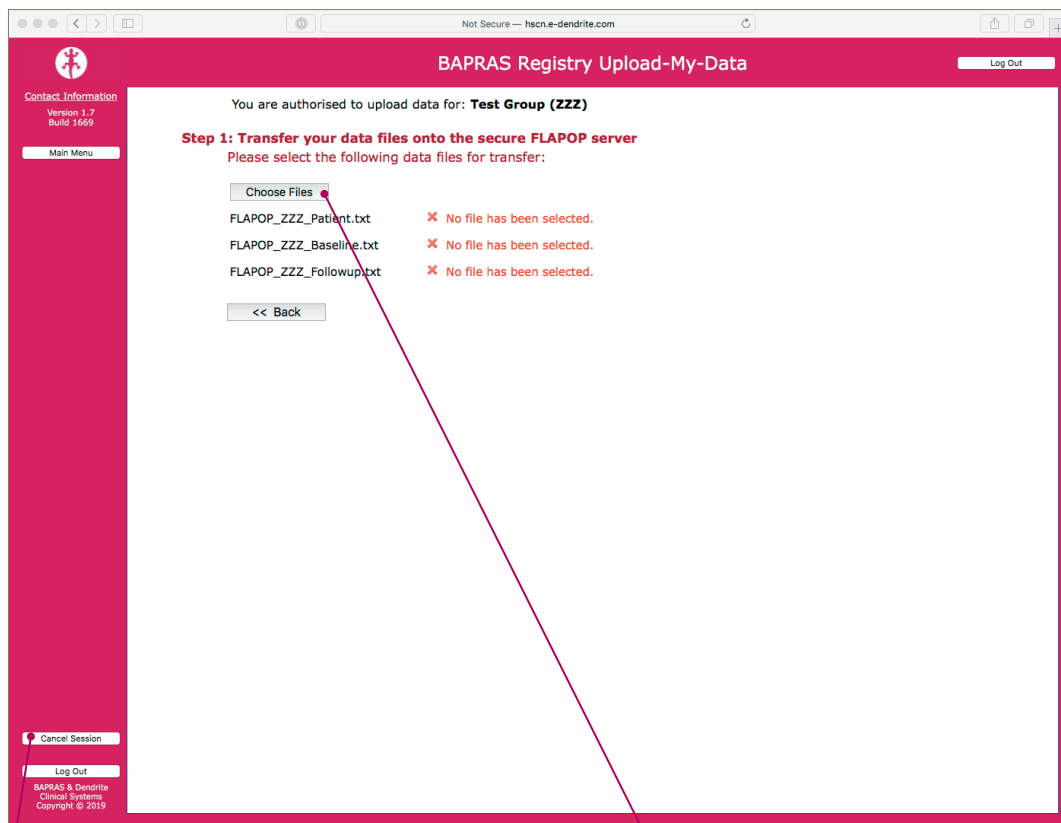 Not Secure — hscn.e-dendrite.com
BAPRAS Registry Upload-My-Data
Log Out
Contact Information
Version 1.7
Build 1669
Main Menu
You are authorised to upload data for: Test Group (ZZZ)
Step 1: Transfer your data files onto the secure FLAPOP server
Please select the following data files for transfer:
Choose Files
FLAPOP_ZZZ_Patient.txt No file has been selected.
FLAPOP_ZZZ_Baseline.txt No file has been selected.
FLAPOP_ZZZ_Followup.txt No file has been selected.
<< Back
Cancel Session
Log Out
BAPRAS & Dendrite
Clinical Systems
Copyright © 2019